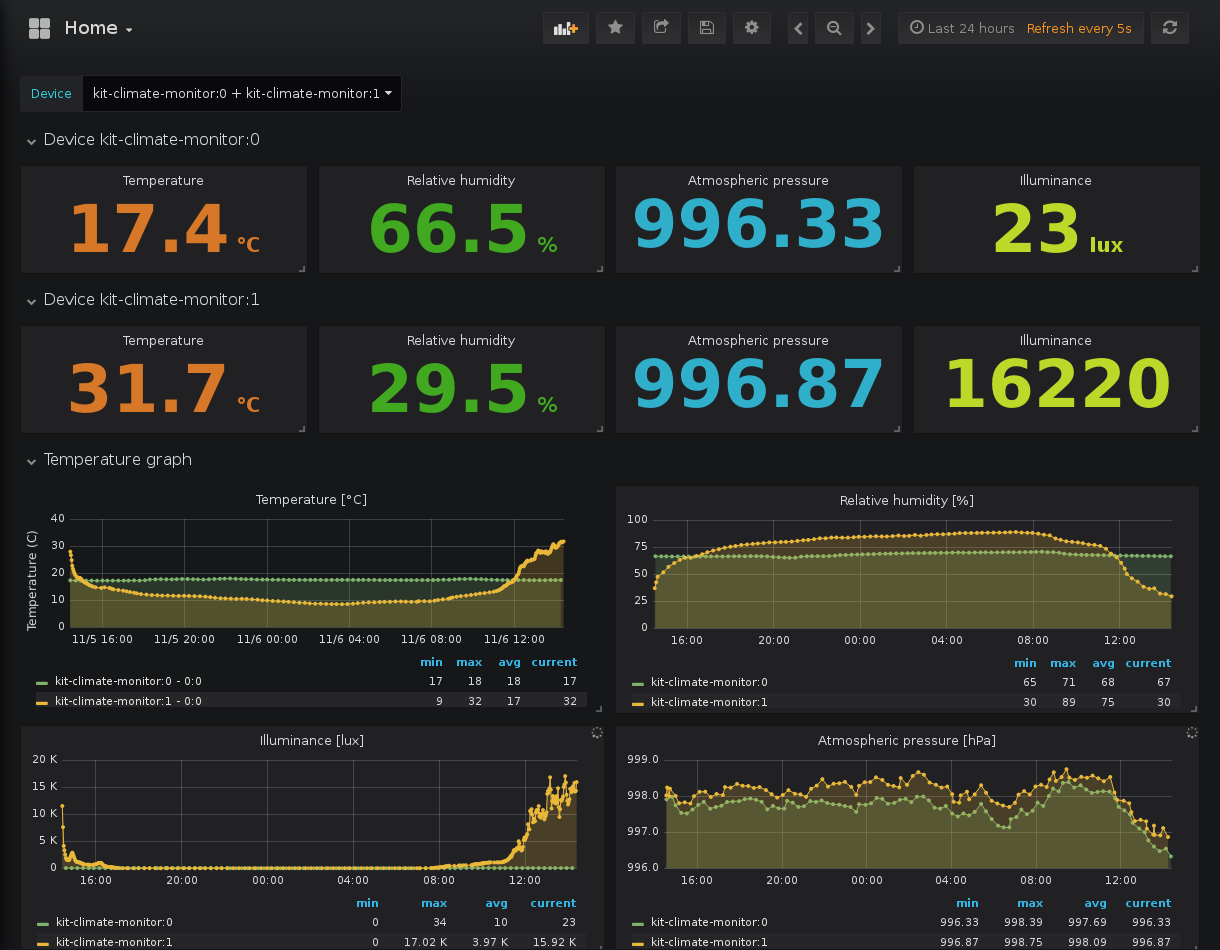 Home
Last 24 hours Refresh every 5s
Device kit-climate-monitor:0 + kit-climate-monitor:1
Device kit-climate-monitor:0
Temperature
17.4 °C
Relative humidity
66.5 %
Atmospheric pressure
996.33
Illuminance
23 lux
Device kit-climate-monitor:1
Temperature
31.7 °C
Relative humidity
29.5 %
Atmospheric pressure
996.87
Illuminance
16220
Temperature graph
Temperature [°C]
Temperature (C)
40
30
20
10
0
11/5 16:00 11/5 20:00 11/6 00:00 11/6 04:00 11/6 08:00 11/6 12:00
min max avg current
kit-climate-monitor:0 - 0:0 17 18 18 17
kit-climate-monitor:1 - 0:0 9 32 17 32
Relative humidity [%]
100
75
50
25
0
16:00 20:00 00:00 04:00 08:00 12:00
min max avg current
kit-climate-monitor:0 65 71 68 67
kit-climate-monitor:1 30 89 75 30
Illuminance [lux]
20 K
15 K
10 K
5 K
0
16:00 20:00 00:00 04:00 08:00 12:00
min max avg current
kit-climate-monitor:0 0 34 10 23
kit-climate-monitor:1 0 17.02 K 3.97 K 15.92 K
Atmospheric pressure [hPa]
999.0
998.0
997.0
996.0
16:00 20:00 00:00 04:00 08:00 12:00
min max avg current
kit-climate-monitor:0 996.33 998.39 997.69 996.33
kit-climate-monitor:1 996.87 998.75 998.09 996.87